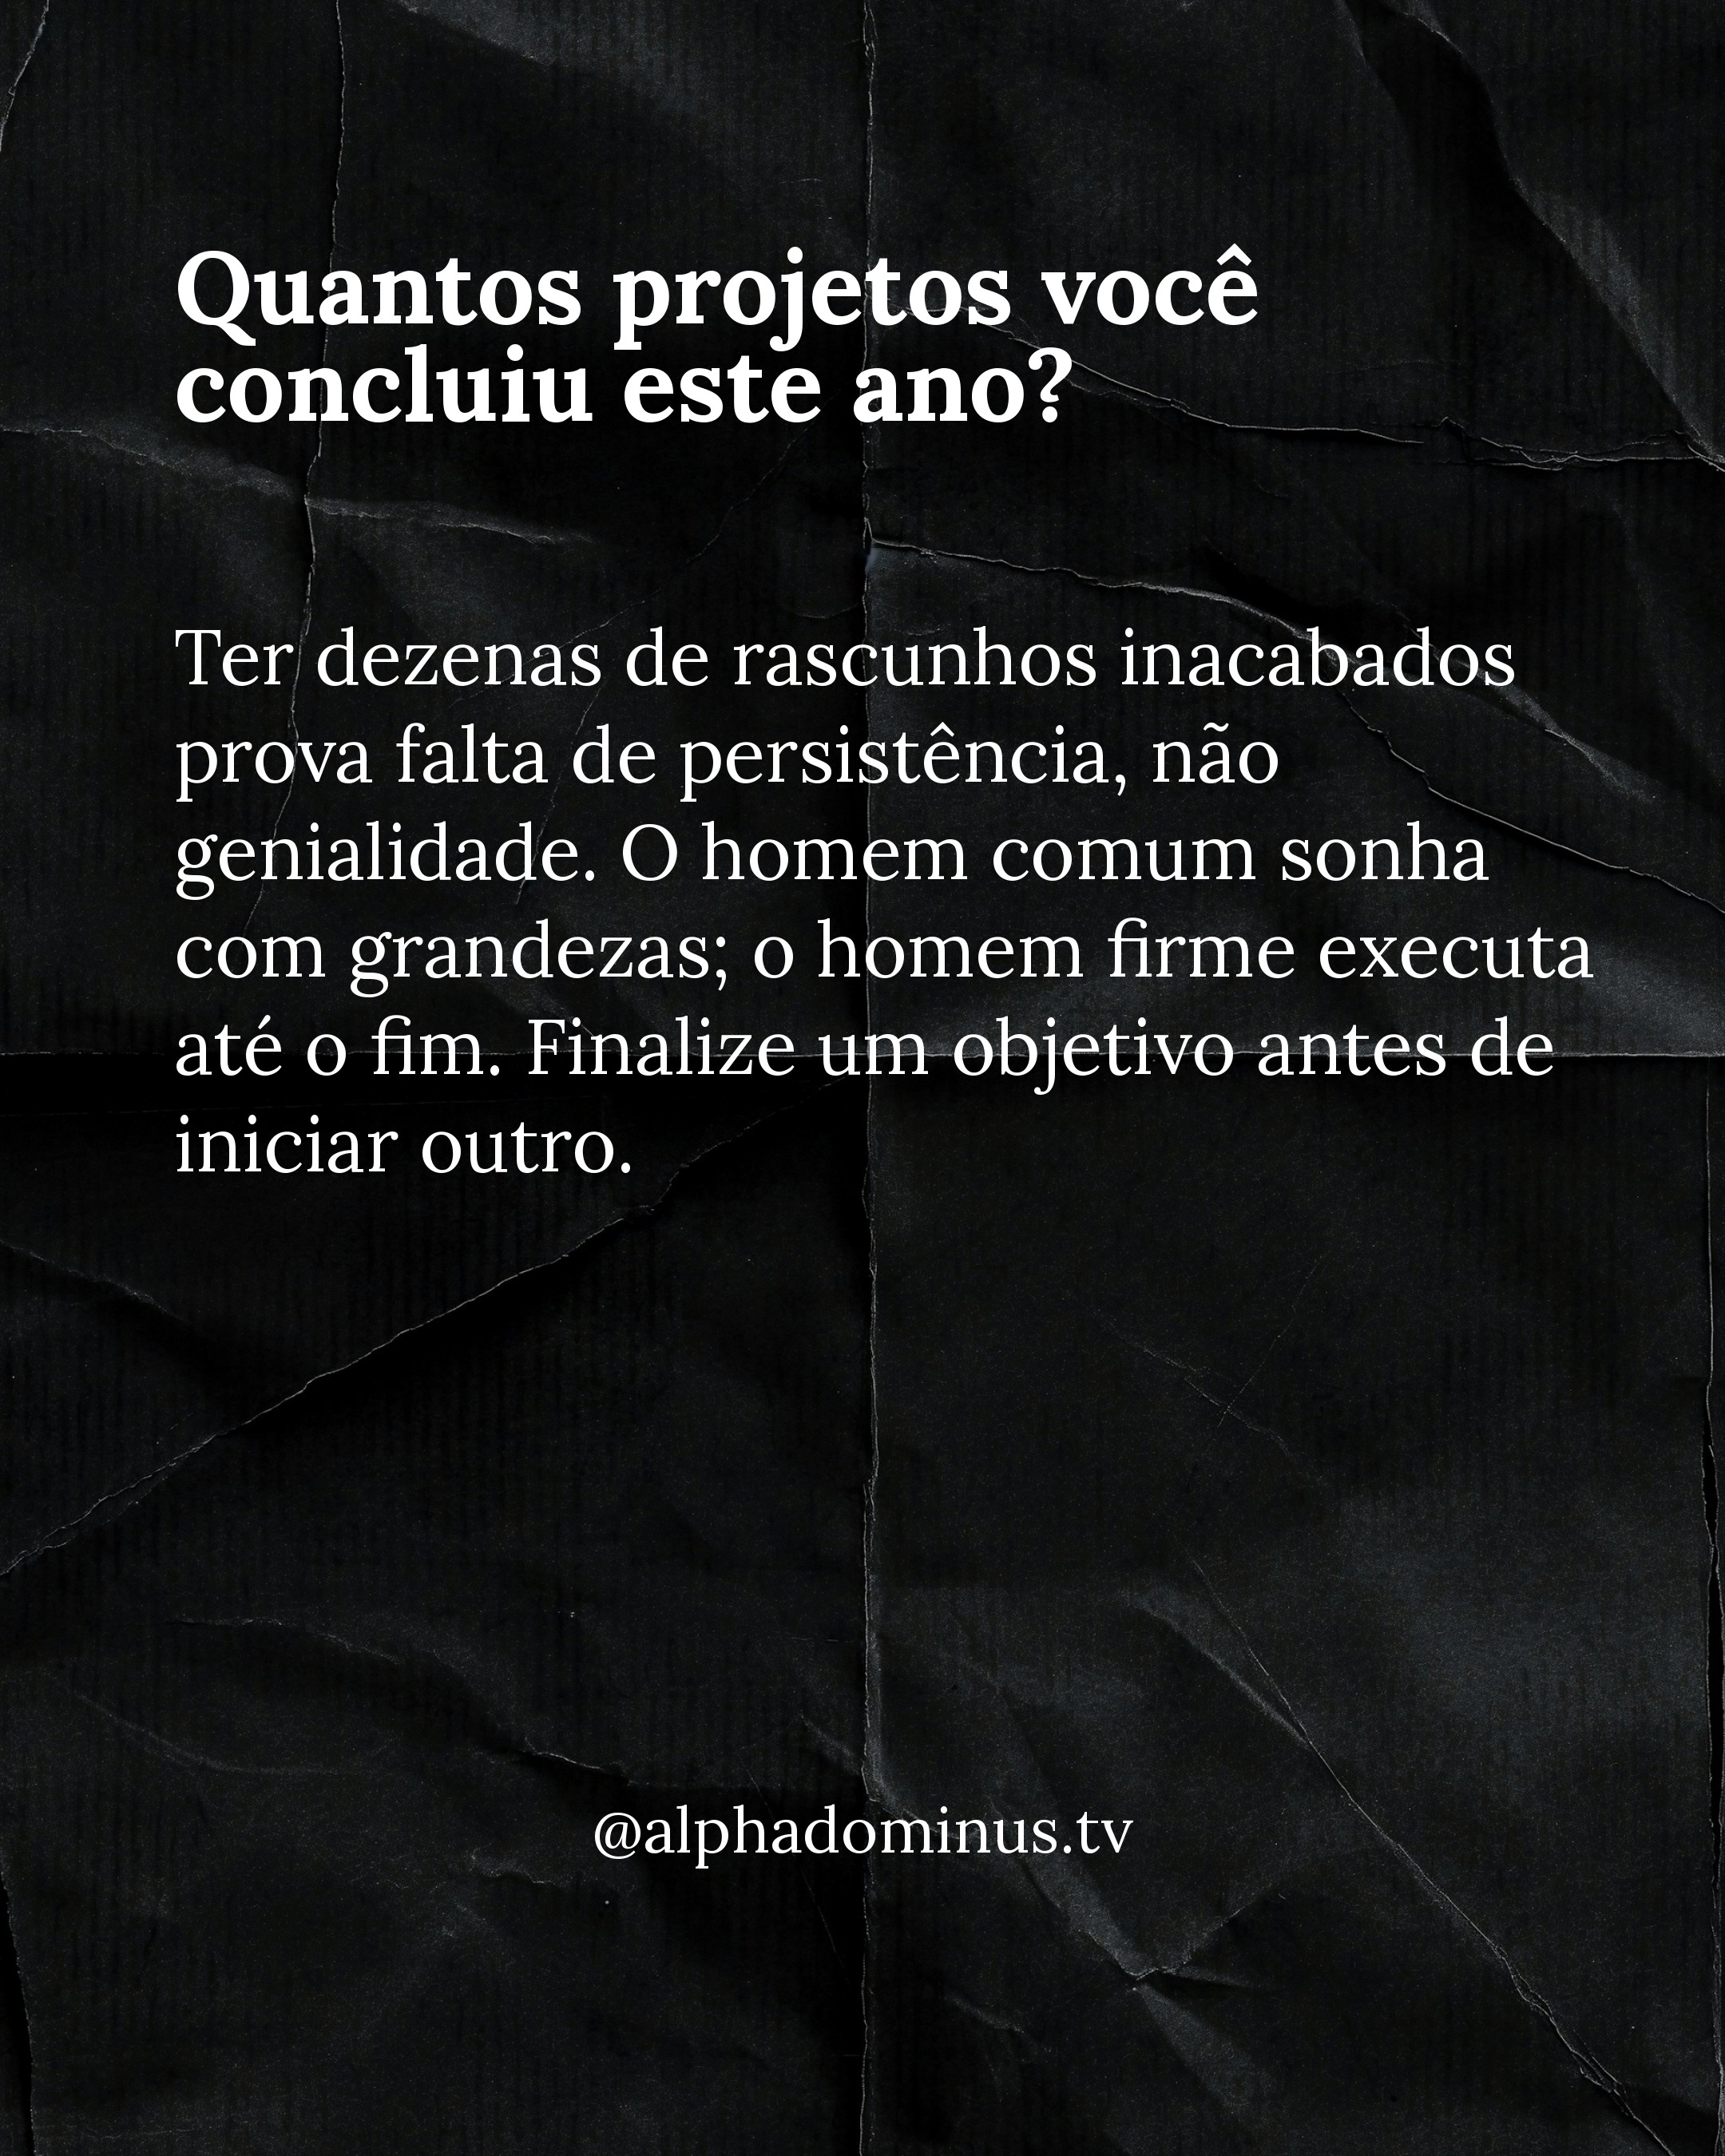 Quantos projetos você
concluiu este ano?
Ter dezenas de rascunhos inacabados
prova falta de persistência, não
genialidade. O homem comum sonha
com grandezas; o homem firme executa
até o fim. Finalize um objetivo antes de
iniciar outro.
@alphadominus.tv